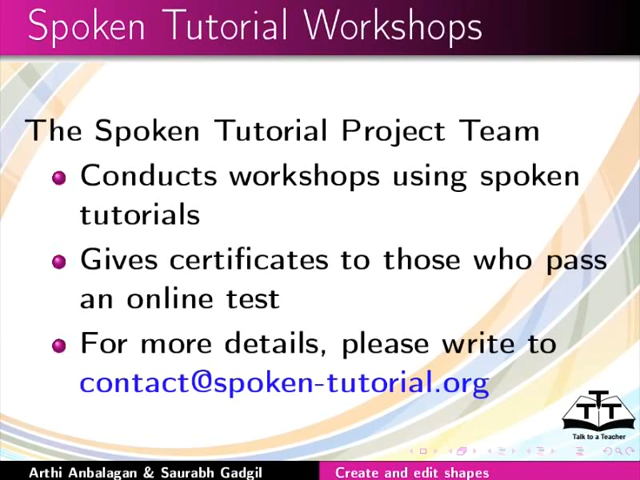 Spoken Tutorial Workshops
The Spoken Tutorial Project Team
Conducts workshops using spoken
tutorials
Gives certificates to those who pass
an online test
For more details, please write to
contact@spoken-tutorial.org
TTT
Talk to a Teacher
Arthi Anbalagan & Saurabh Gadgil
Create and edit shapes